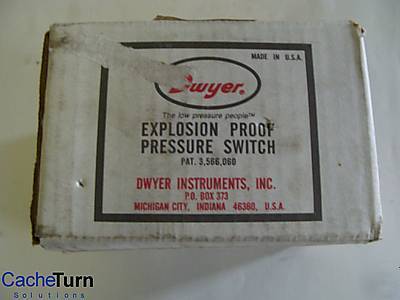 MADE IN U.S.A.
Dwyer®
The low pressure people™
EXPLOSION PROOF
PRESSURE SWITCH
PAT. 3,566,060
DWYER INSTRUMENTS, INC.
P.O. BOX 373
MICHIGAN CITY, INDIANA 46360, U.S.A.
CacheTurn
Solutions